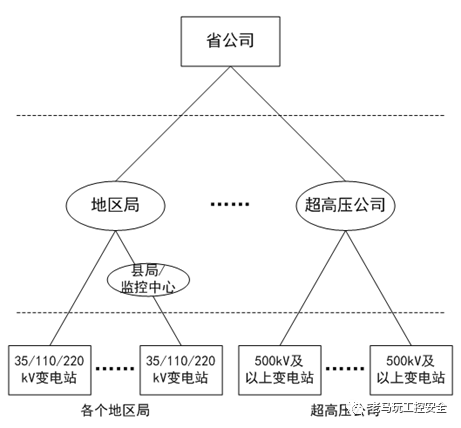 省公司
地区局
······
超高压公司
县局/
监控中心
35/110/220
kV变电站
······
35/110/220
kV变电站
500kV及
以上变电站
······
500kV及
以上变电站
各个地区局
超高压公司
老马玩工控安全